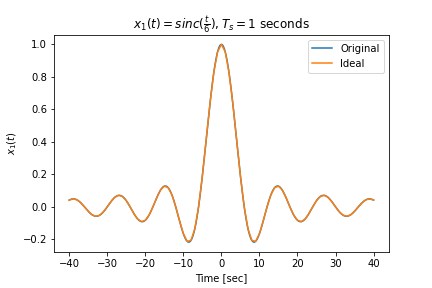 x₁(t) = sinc(t/6), Tₛ = 1 seconds
Original
Ideal
x₁(t)
1.0
0.8
0.6
0.4
0.2
0.0
−0.2
−40 −30 −20 −10 0 10 20 30 40
Time [sec]